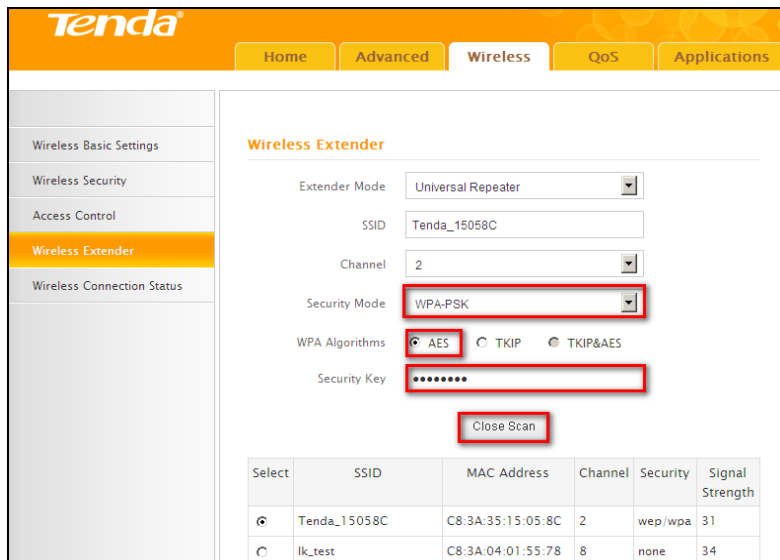 Tenda®
Home Advanced Wireless QoS Applications
Wireless Basic Settings
Wireless Security
Access Control
Wireless Extender
Wireless Connection Status
Wireless Extender
Extender Mode Universal Repeater
SSID Tenda_15058C
Channel 2
Security Mode WPA-PSK
WPA Algorithms AES TKIP TKIP&AES
Security Key ●●●●●●●●
Close Scan
Select SSID MAC Address Channel Security Signal Strength
Tenda_15058C C8:3A:35:15:05:8C 2 wep/wpa 31
lk_test C8:3A:04:01:55:78 8 none 34